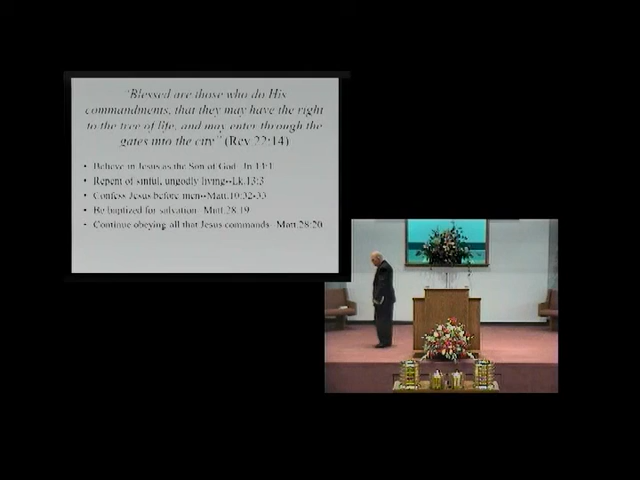 "Blessed are those who do His
commandments, that they may have the right
to the tree of life, and may enter through the
gates into the city" (Rev 22:14)
• Believe in Jesus as the Son of God--Jn 14:1
• Repent of sinful, ungodly living--Lk.13:3
• Confess Jesus before men--Matt.10:32-33
• Be baptized for salvation--Matt.28:19
• Continue obeying all that Jesus commands--Matt.28:20